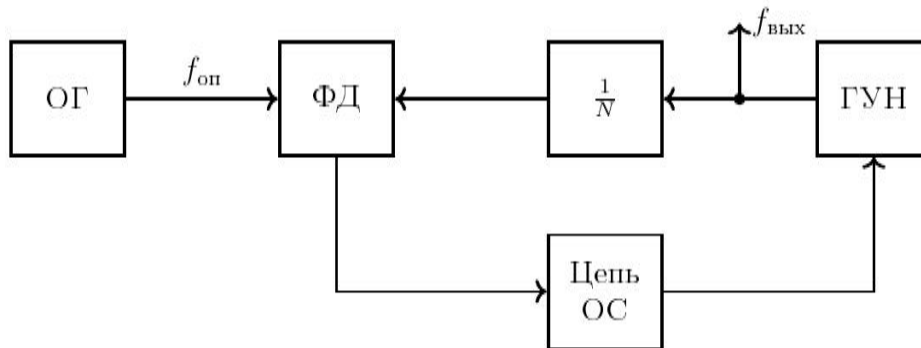 f_вых
ОГ
f_оп
ФД
1/N
ГУН
Цепь
ОС